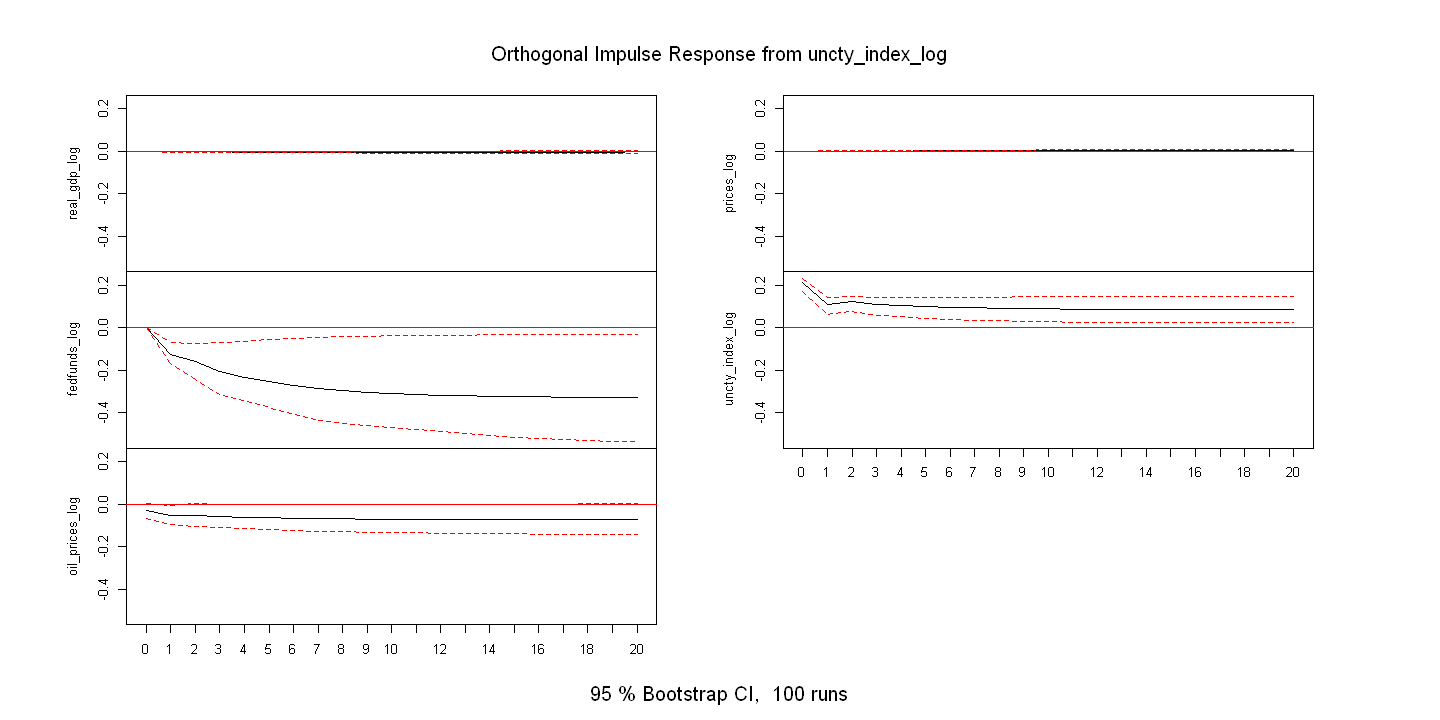 Orthogonal Impulse Response from uncty_index_log
real_gdp_log
0.2
0.0
-0.2
-0.4
fedfunds_log
0.2
0.0
-0.2
-0.4
oil_prices_log
0.2
0.0
-0.2
-0.4
0 1 2 3 4 5 6 7 8 9 10 12 14 16 18 20
prices_log
0.2
0.0
-0.2
-0.4
uncty_index_log
0.2
0.0
-0.2
-0.4
0 1 2 3 4 5 6 7 8 9 10 12 14 16 18 20
95 % Bootstrap CI, 100 runs